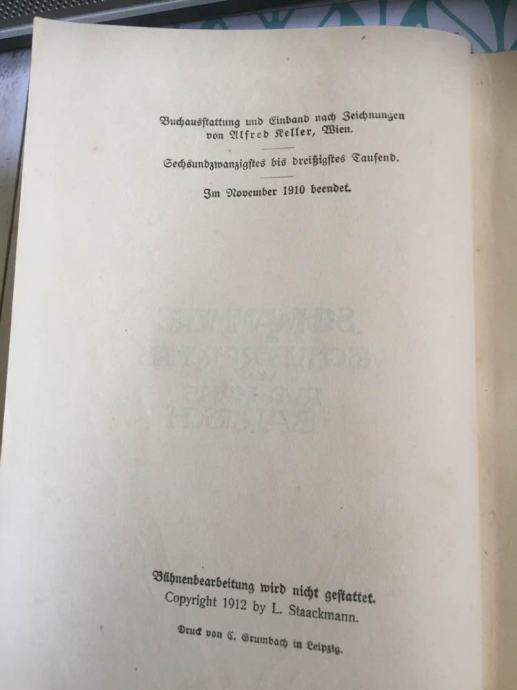 Buchausstattung und Einband nach Zeichnungen
von Alfred Keller, Wien.
Sechsundzwanzigstes bis dreißigstes Tausend.
Im November 1910 beendet.
Bühnenbearbeitung wird nicht gestattet.
Copyright 1912 by L. Staackmann.
Druck von C. Grumbach in Leipzig.